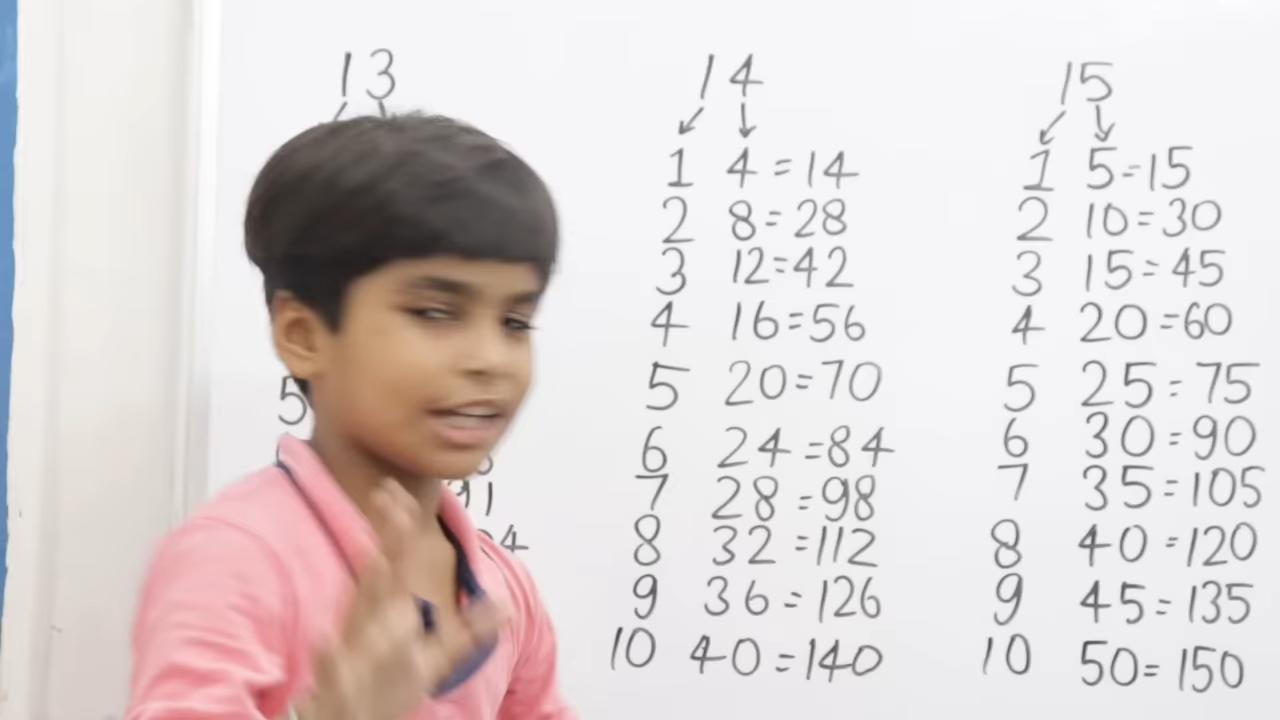 13
5
91
4
14
1 4 = 14
2 8 = 28
3 12 = 42
4 16 = 56
5 20 = 70
6 24 = 84
7 28 = 98
8 32 = 112
9 36 = 126
10 40 = 140
15
1 5 = 15
2 10 = 30
3 15 = 45
4 20 = 60
5 25 = 75
6 30 = 90
7 35 = 105
8 40 = 120
9 45 = 135
10 50 = 150